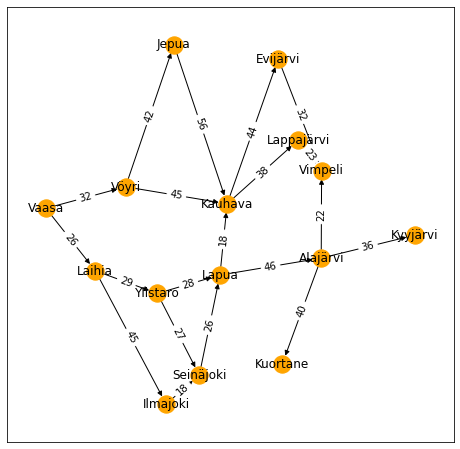 Jepua
Evijärvi
42
56
44
32
Lappajärvi
23
38
Vimpeli
Vöyri
32
45
Kauhava
Vaasa
22
26
18
36
Kyyjärvi
Laihia
29
28
Lapua
46
Alajärvi
Ylistaro
40
45
27
26
Kuortane
Seinäjoki
18
Ilmajoki